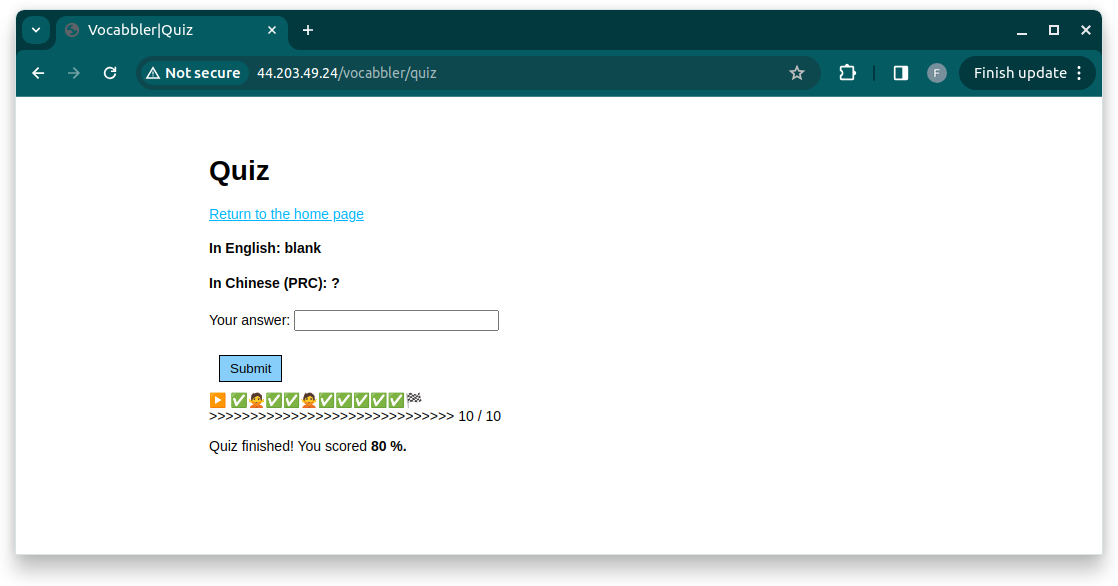 Vocabbler|Quiz
Not secure 44.203.49.24/vocabbler/quiz F Finish update
Quiz
Return to the home page
In English: blank
In Chinese (PRC): ?
Your answer:
Submit
▶️ ✅🙅✅✅🙅✅✅✅✅✅🏁
>>>>>>>>>>>>>>>>>>>>>>>>>>>>>> 10 / 10
Quiz finished! You scored 80 %.